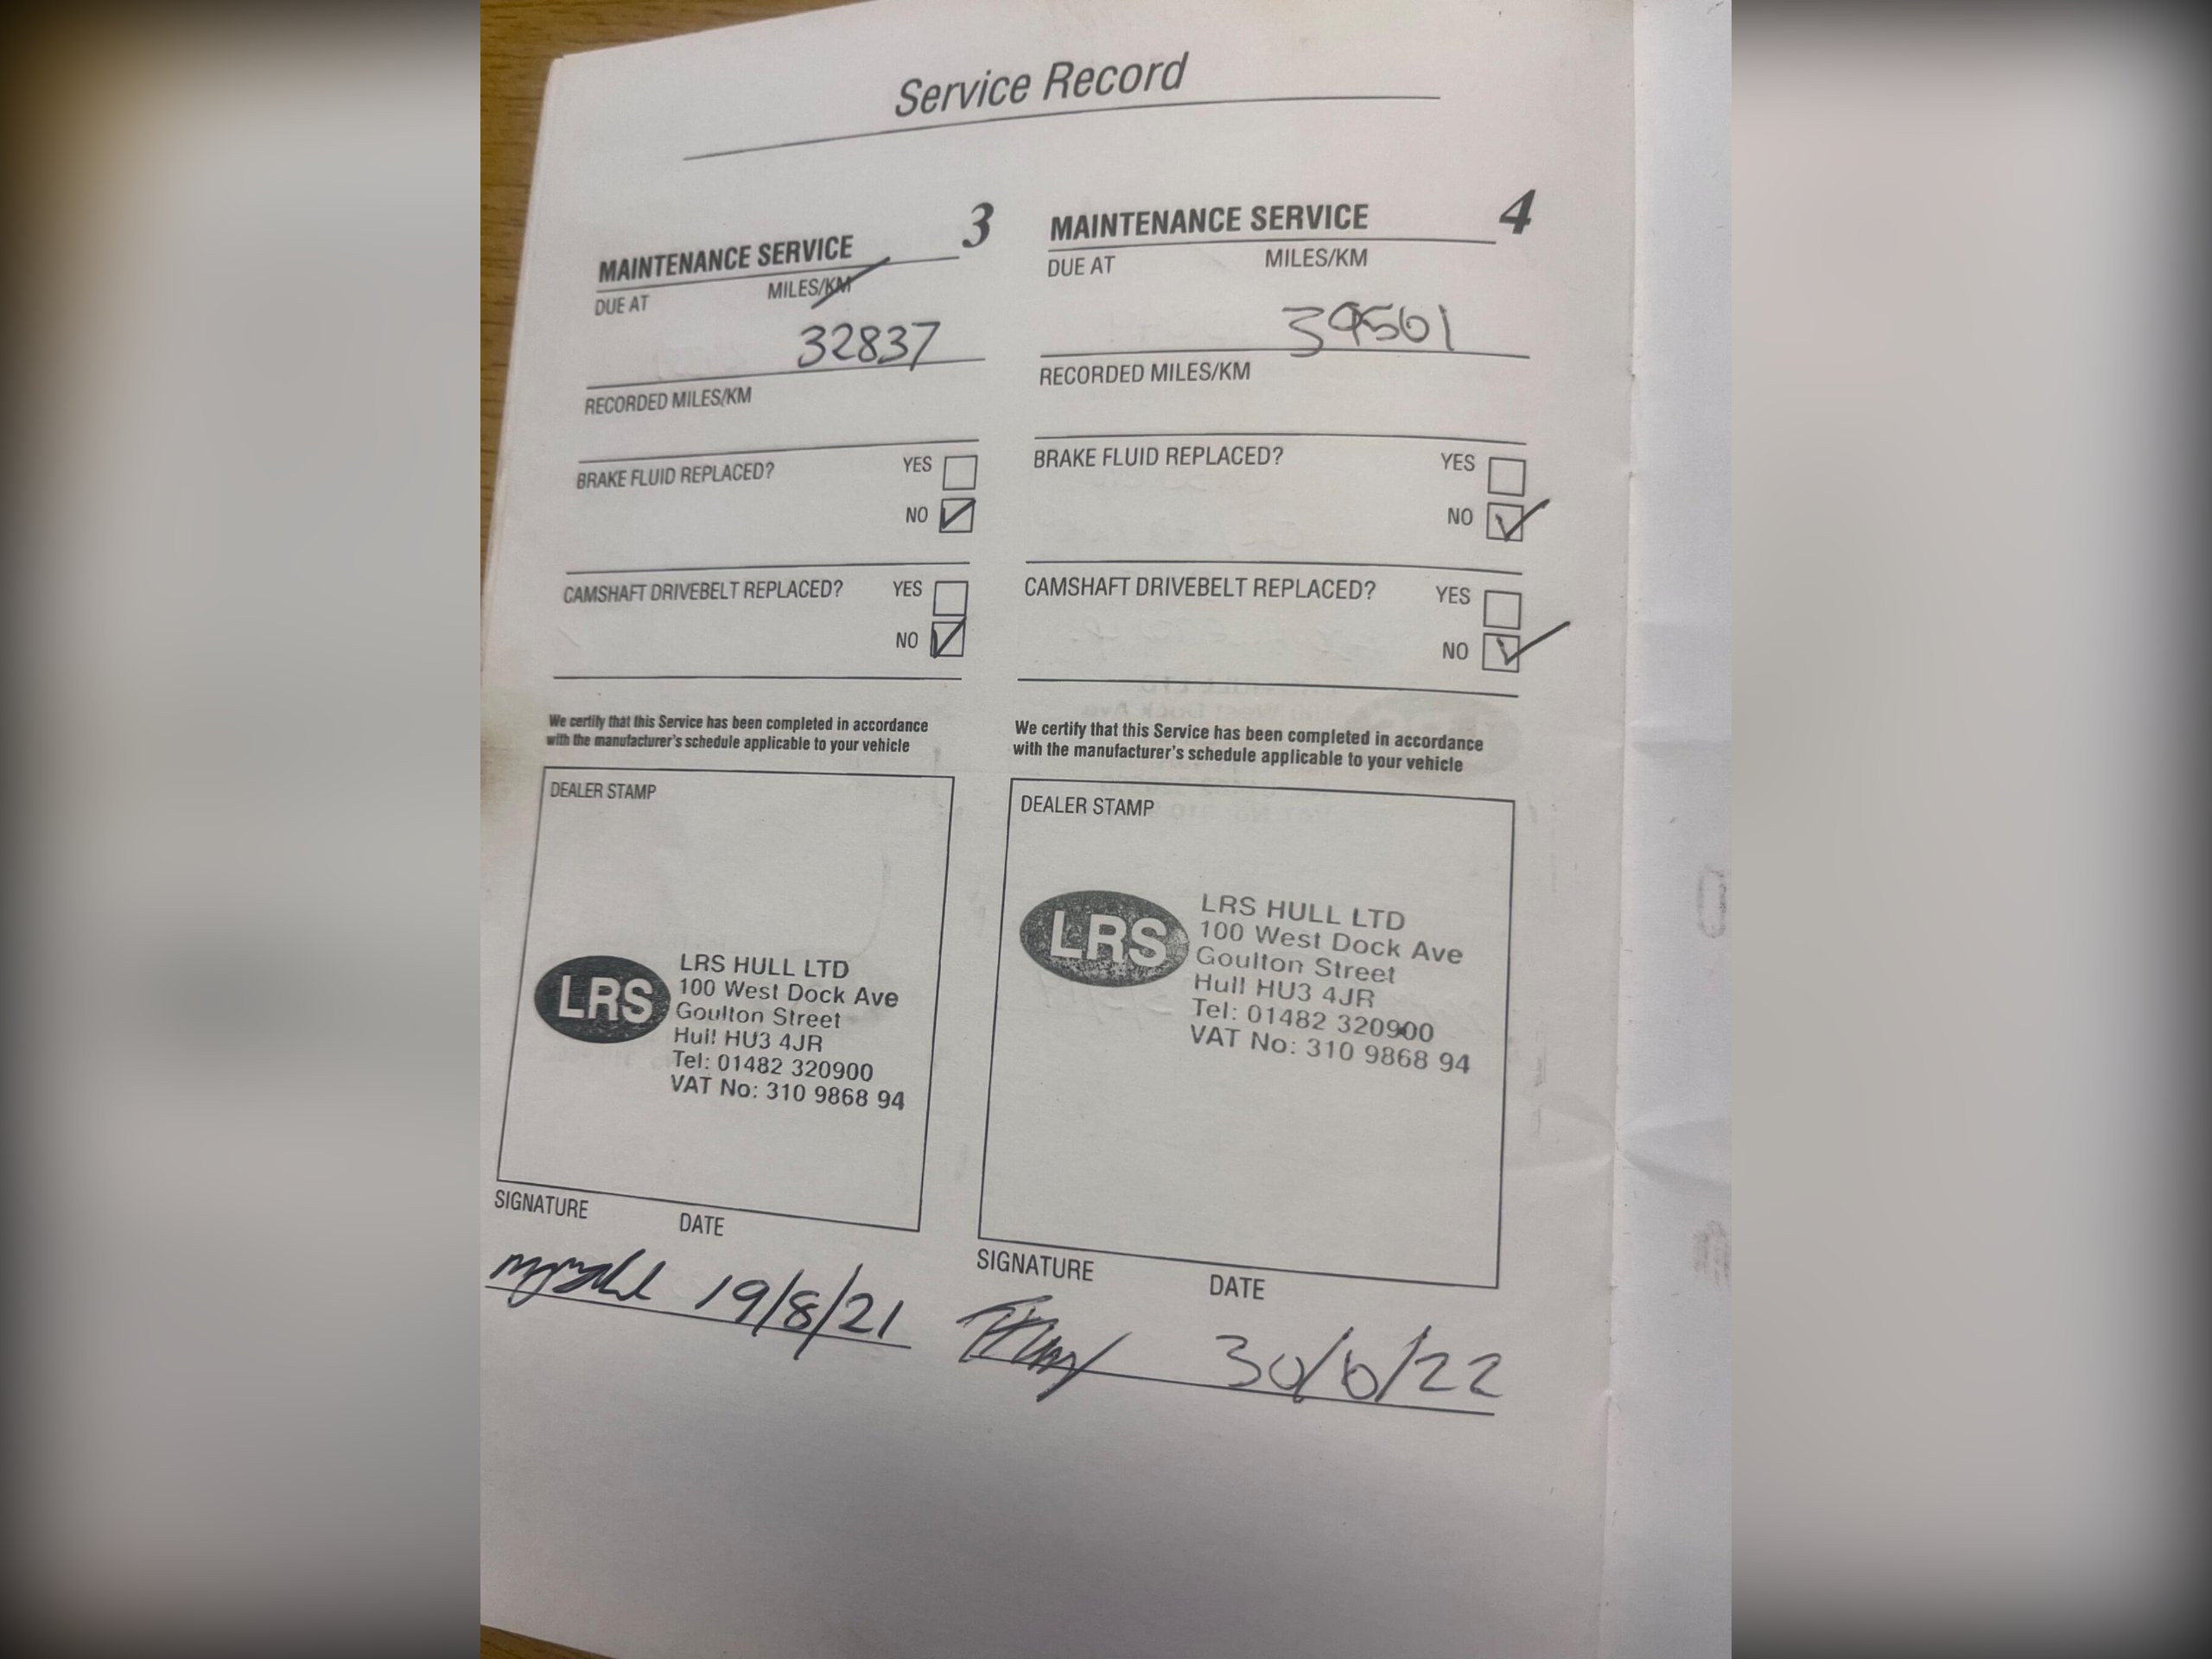 Service Record
MAINTENANCE SERVICE 3
DUE AT MILES/KM
32837
RECORDED MILES/KM
BRAKE FLUID REPLACED? YES
NO
CAMSHAFT DRIVEBELT REPLACED? YES
NO
We certify that this Service has been completed in accordance
with the manufacturer's schedule applicable to your vehicle
DEALER STAMP
LRS
LRS HULL LTD
100 West Dock Ave
Goulton Street
Hull HU3 4JR
Tel: 01482 320900
VAT No: 310 9868 94
SIGNATURE DATE
19/8/21
MAINTENANCE SERVICE 4
DUE AT MILES/KM
39561
RECORDED MILES/KM
BRAKE FLUID REPLACED? YES
NO
CAMSHAFT DRIVEBELT REPLACED? YES
NO
We certify that this Service has been completed in accordance
with the manufacturer's schedule applicable to your vehicle
DEALER STAMP
LRS
LRS HULL LTD
100 West Dock Ave
Goulton Street
Hull HU3 4JR
Tel: 01482 320900
VAT No: 310 9868 94
SIGNATURE DATE
30/6/22